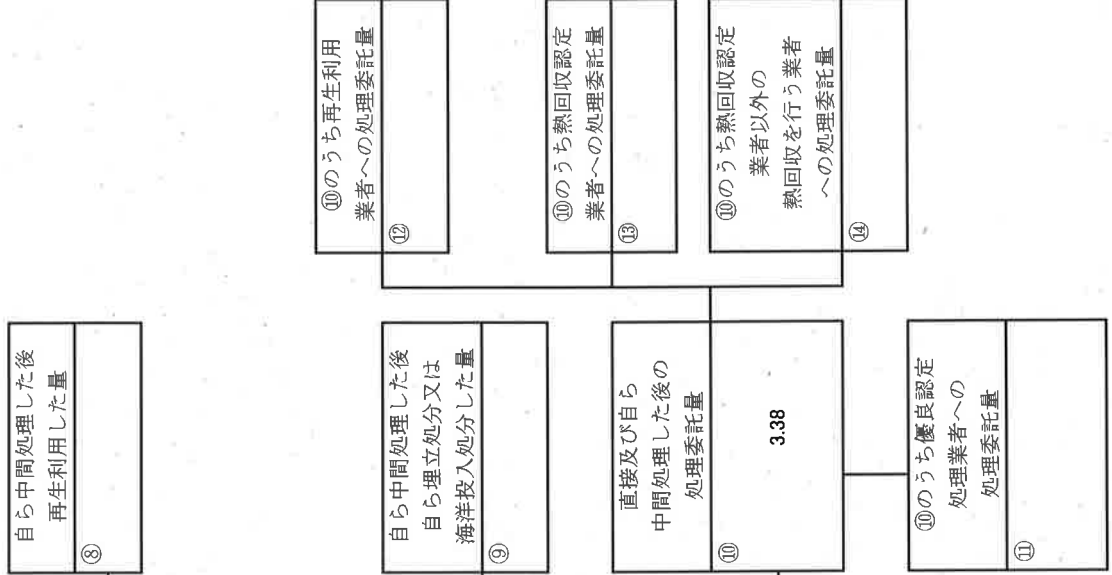 自ら中間処理した後
再生利用した量
⑧
自ら中間処理した後
自ら埋立処分又は
海洋投入処分した量
⑨
直接及び自ら
中間処理した後の
処理委託量
⑩
3.38
⑩のうち優良認定
処理業者への
処理委託量
⑪
⑩のうち再生利用
業者への処理委託量
⑫
⑩のうち熱回収認定
業者への処理委託量
⑬
⑩のうち熱回収認定
業者以外の
熱回収を行う業者
への処理委託量
⑭